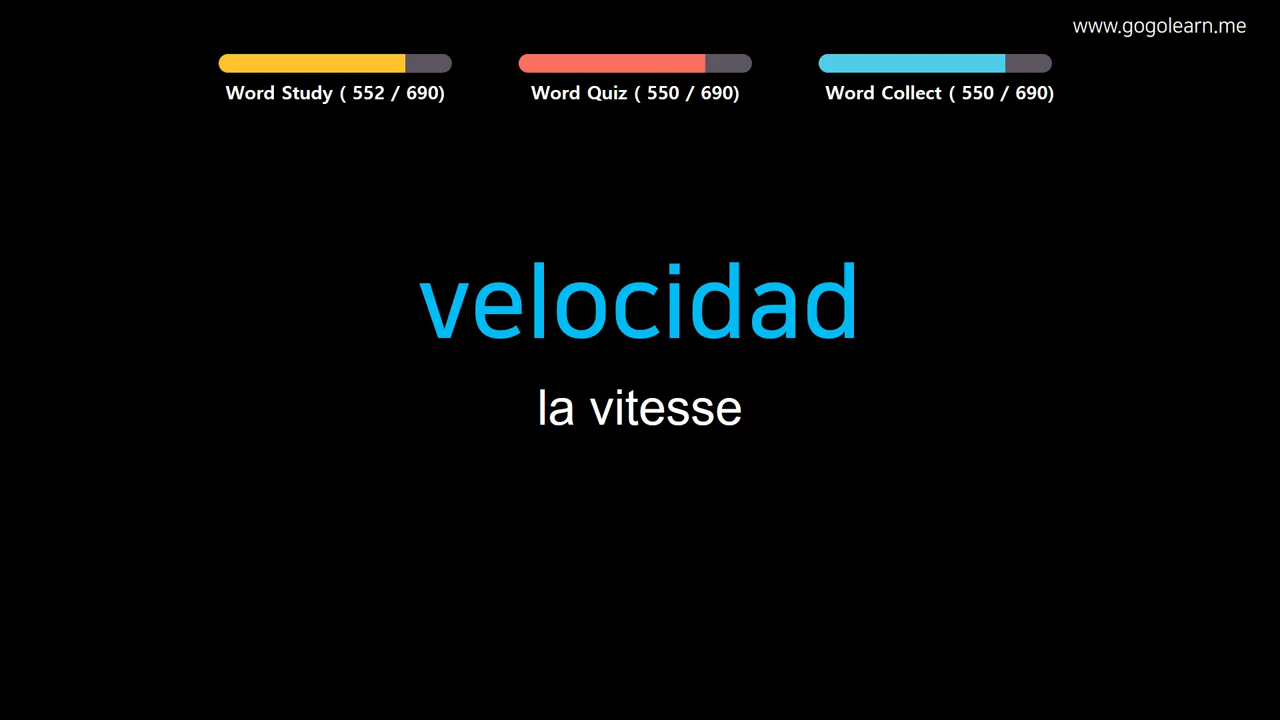 www.gogolearn.me
Word Study ( 552 / 690)
Word Quiz ( 550 / 690)
Word Collect ( 550 / 690)
velocidad
la vitesse